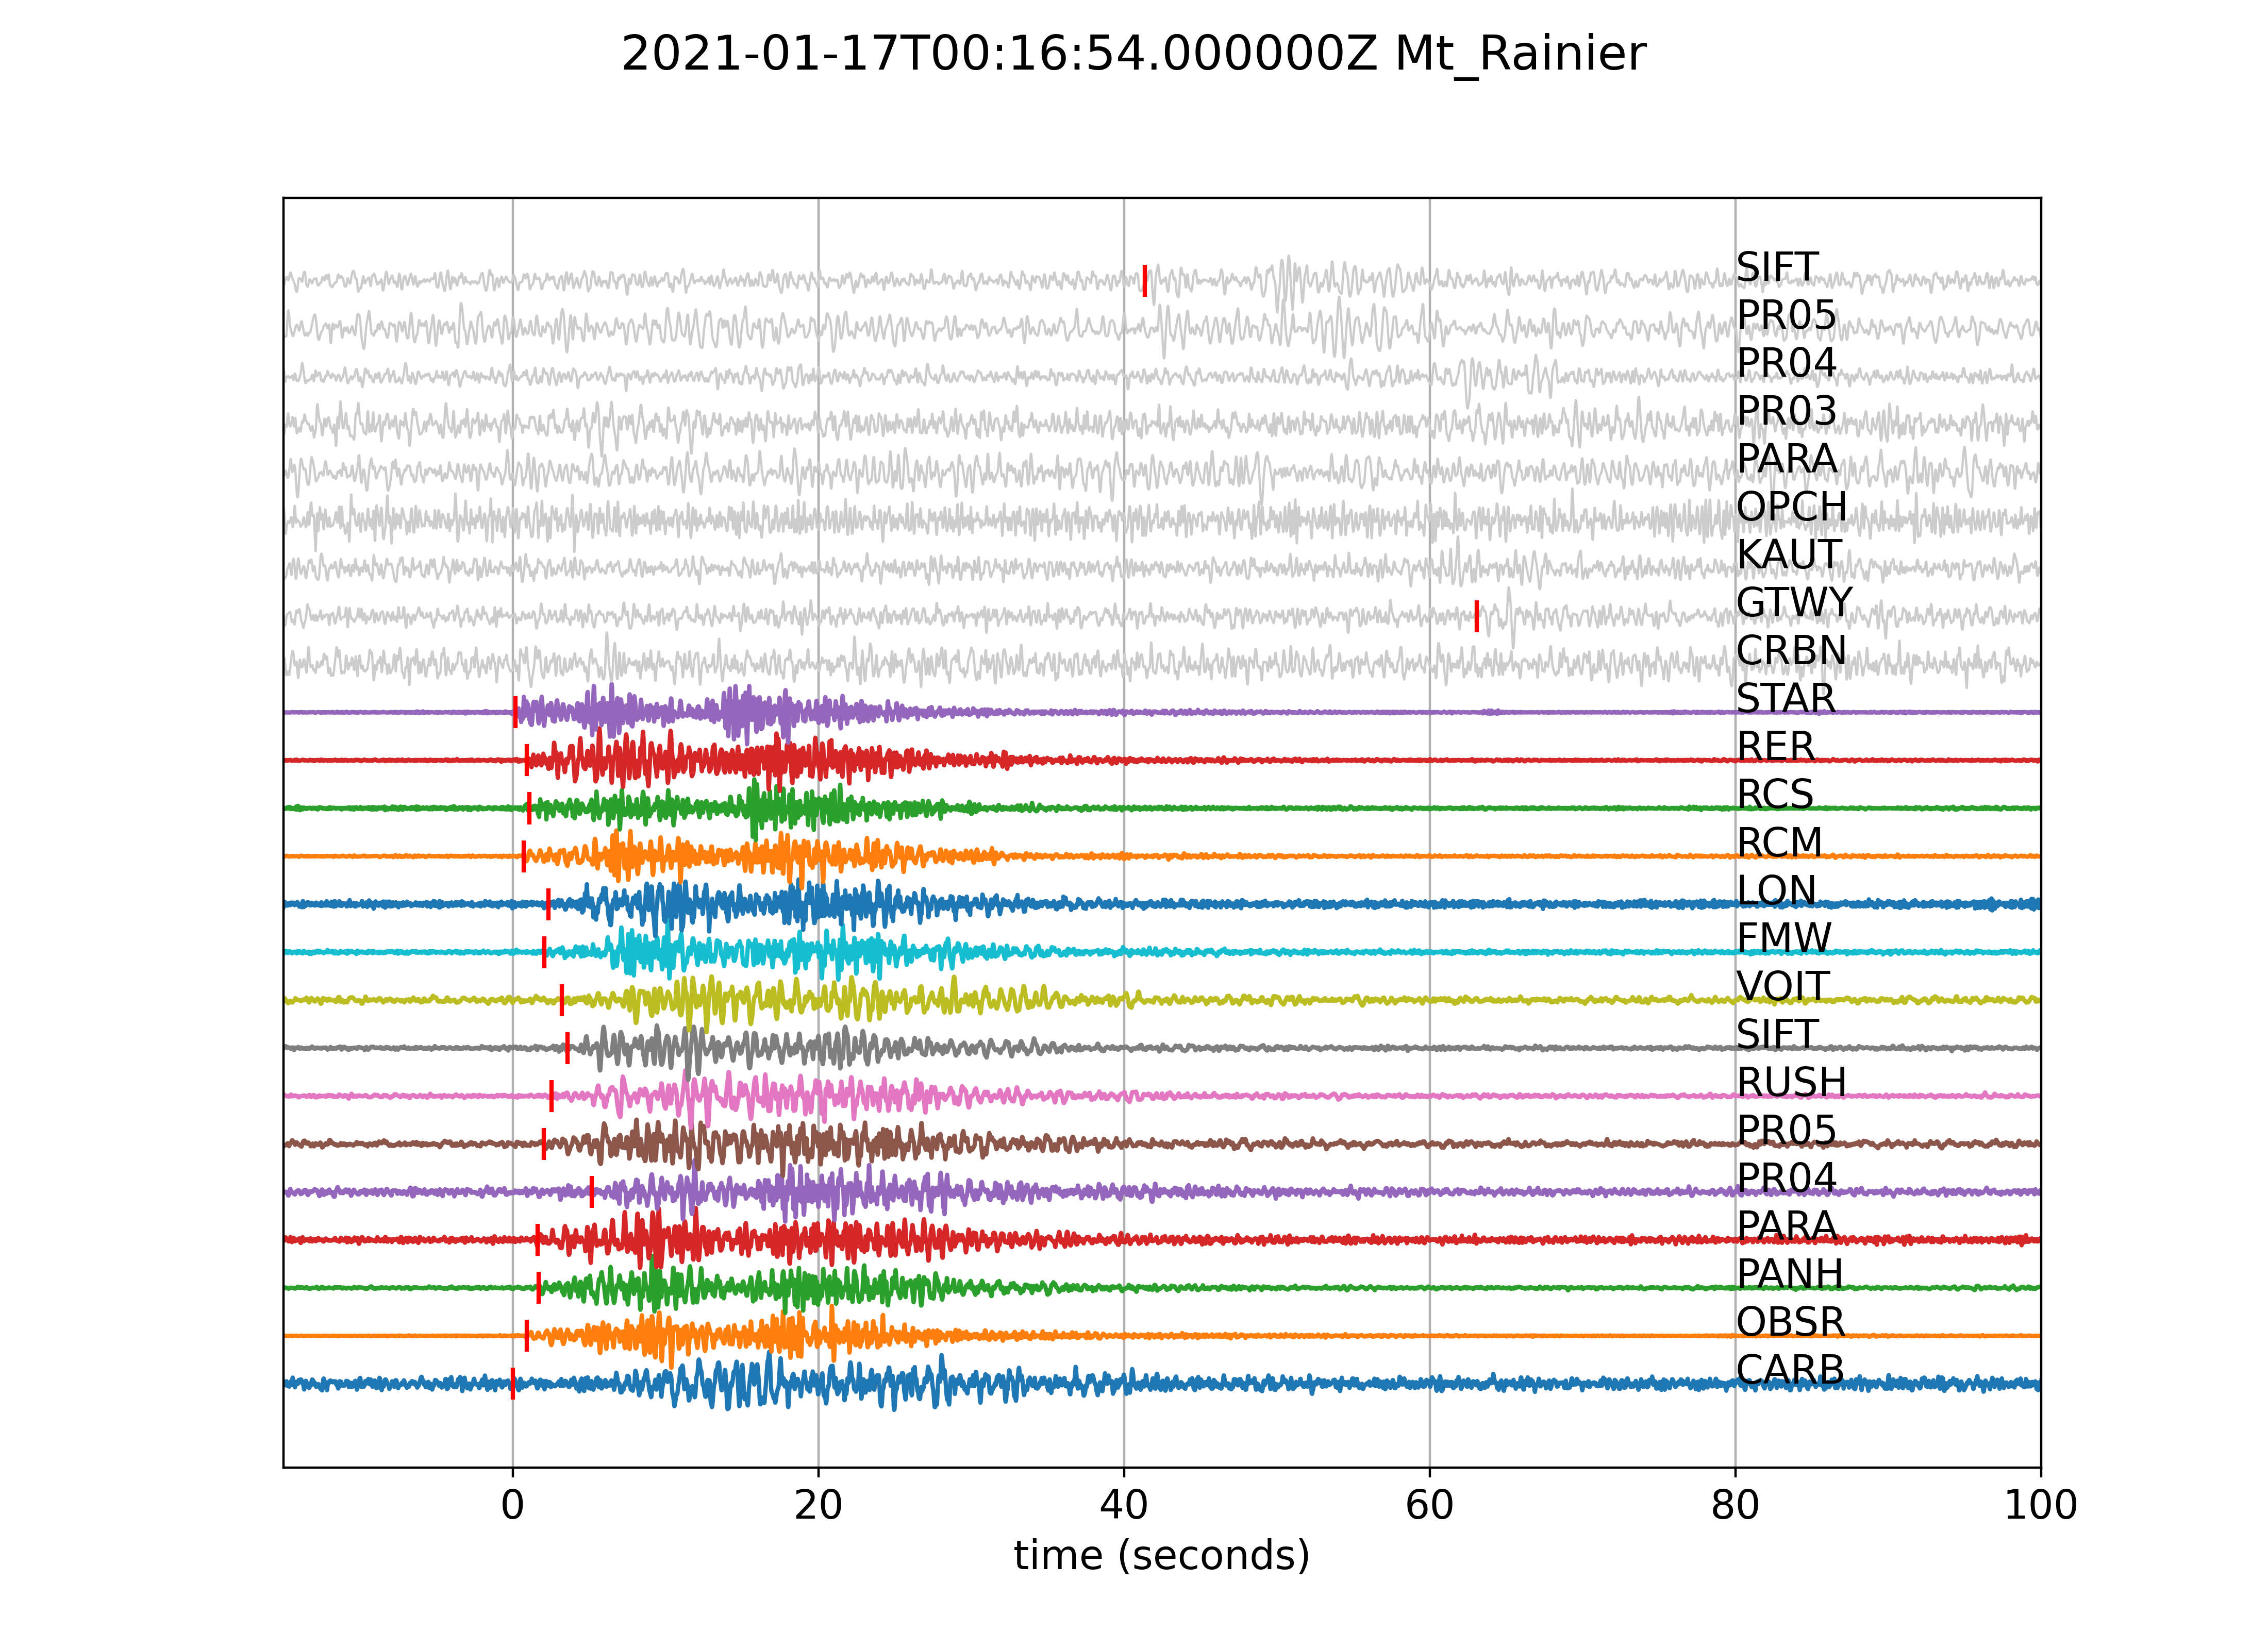 2021-01-17T00:16:54.000000Z Mt_Rainier
SIFT
PR05
PR04
PR03
PARA
OPCH
KAUT
GTWY
CRBN
STAR
RER
RCS
RCM
LON
FMW
VOIT
SIFT
RUSH
PR05
PR04
PARA
PANH
OBSR
CARB
0 20 40 60 80 100
time (seconds)